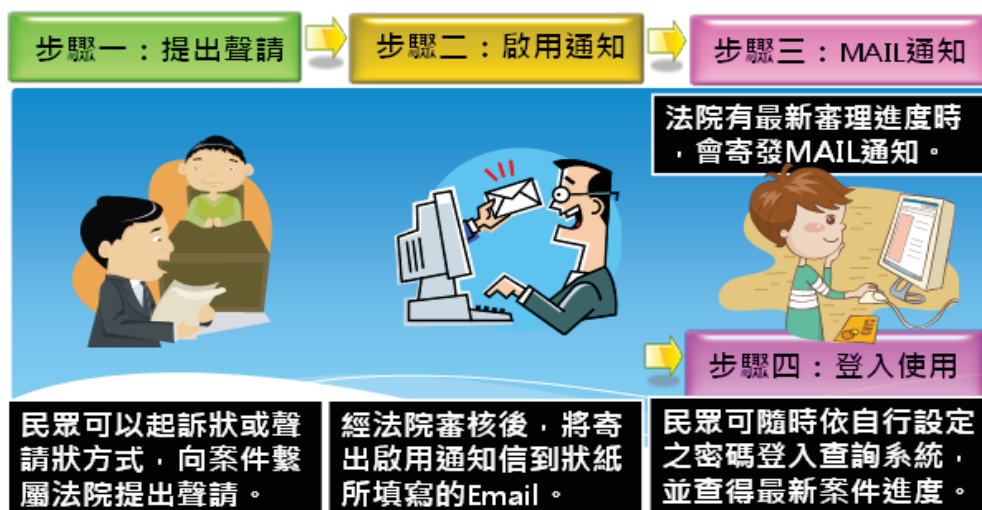 步驟一：提出聲請
步驟二：啟用通知
步驟三：MAIL通知
法院有最新審理進度時
，會寄發MAIL通知。
步驟四：登入使用
民眾可以起訴狀或聲
請狀方式，向案件繫
屬法院提出聲請。
經法院審核後，將寄
出啟用通知信到狀紙
所填寫的Email。
民眾可隨時依自行設定
之密碼登入查詢系統，
並查得最新案件進度。